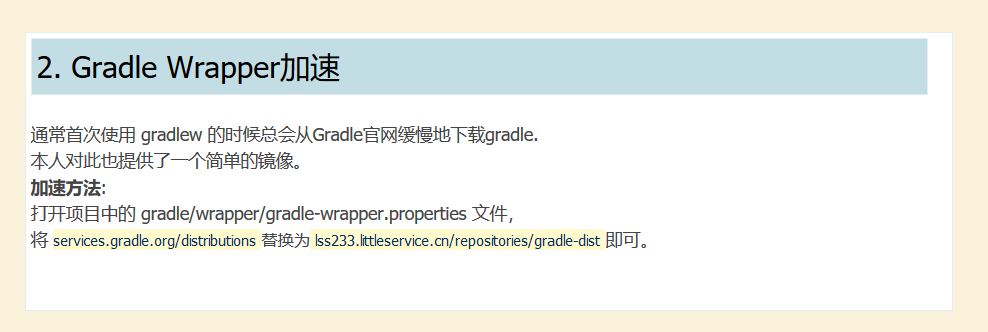 2. Gradle Wrapper加速
通常首次使用 gradlew 的时候总会从Gradle官网缓慢地下载gradle.
本人对此也提供了一个简单的镜像。
加速方法:
打开项目中的 gradle/wrapper/gradle-wrapper.properties 文件，
将 services.gradle.org/distributions 替换为 lss233.littleservice.cn/repositories/gradle-dist 即可。